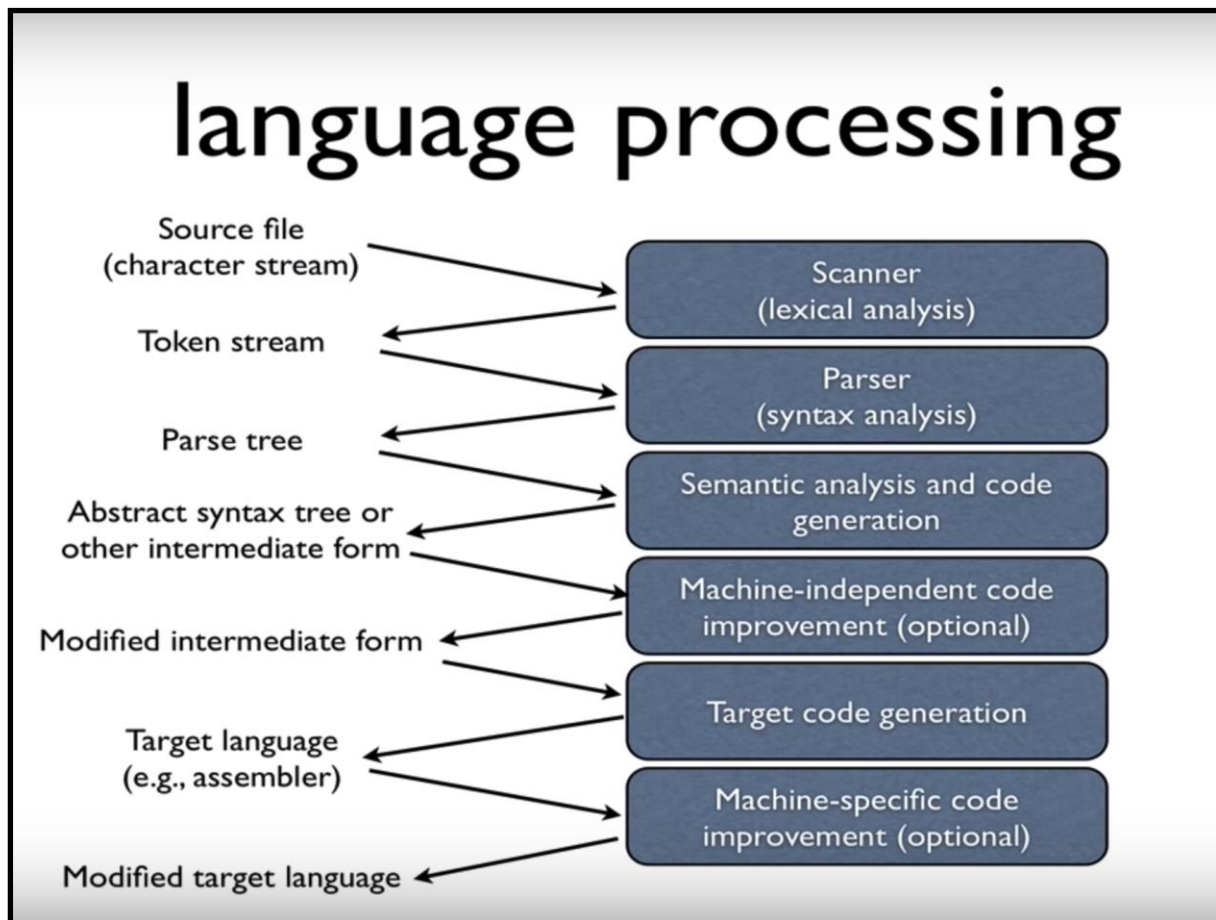 language processing
Source file
(character stream)
Scanner
(lexical analysis)
Token stream
Parser
(syntax analysis)
Parse tree
Semantic analysis and code
generation
Abstract syntax tree or
other intermediate form
Machine-independent code
improvement (optional)
Modified intermediate form
Target code generation
Target language
(e.g., assembler)
Machine-specific code
improvement (optional)
Modified target language